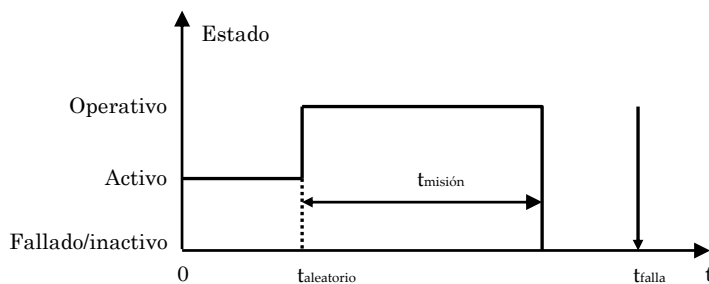 Estado
Operativo
Activo
tmisión
Fallado/inactivo
0
taleatorio
tfalla
t